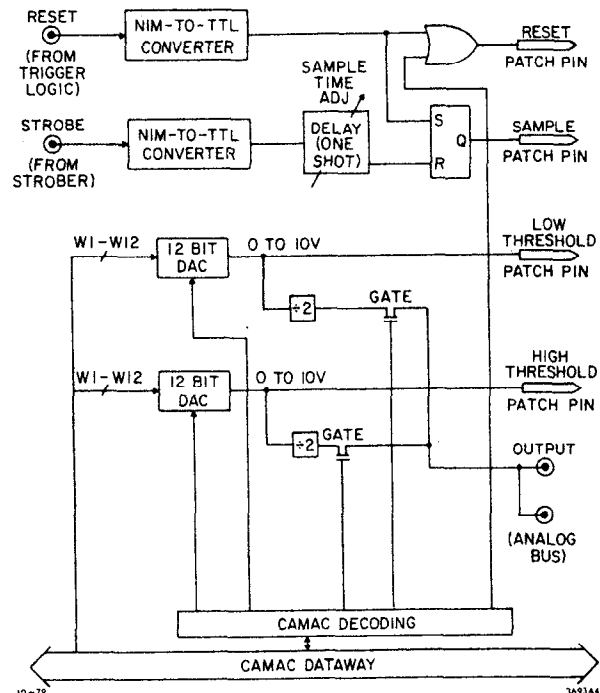 RESET
(FROM
TRIGGER
LOGIC)
NIM-TO-TTL
CONVERTER
RESET
PATCH PIN
SAMPLE
TIME
ADJ
STROBE
(FROM
STROBER)
NIM-TO-TTL
CONVERTER
DELAY
(ONE
SHOT)
S
Q
R
SAMPLE
PATCH PIN
W1-W12
12 BIT
DAC
0 TO 10V
LOW
THRESHOLD
PATCH PIN
÷2
GATE
W1-W12
12 BIT
DAC
0 TO 10V
HIGH
THRESHOLD
PATCH PIN
÷2
GATE
OUTPUT
(ANALOG
BUS)
CAMAC DECODING
CAMAC DATAWAY